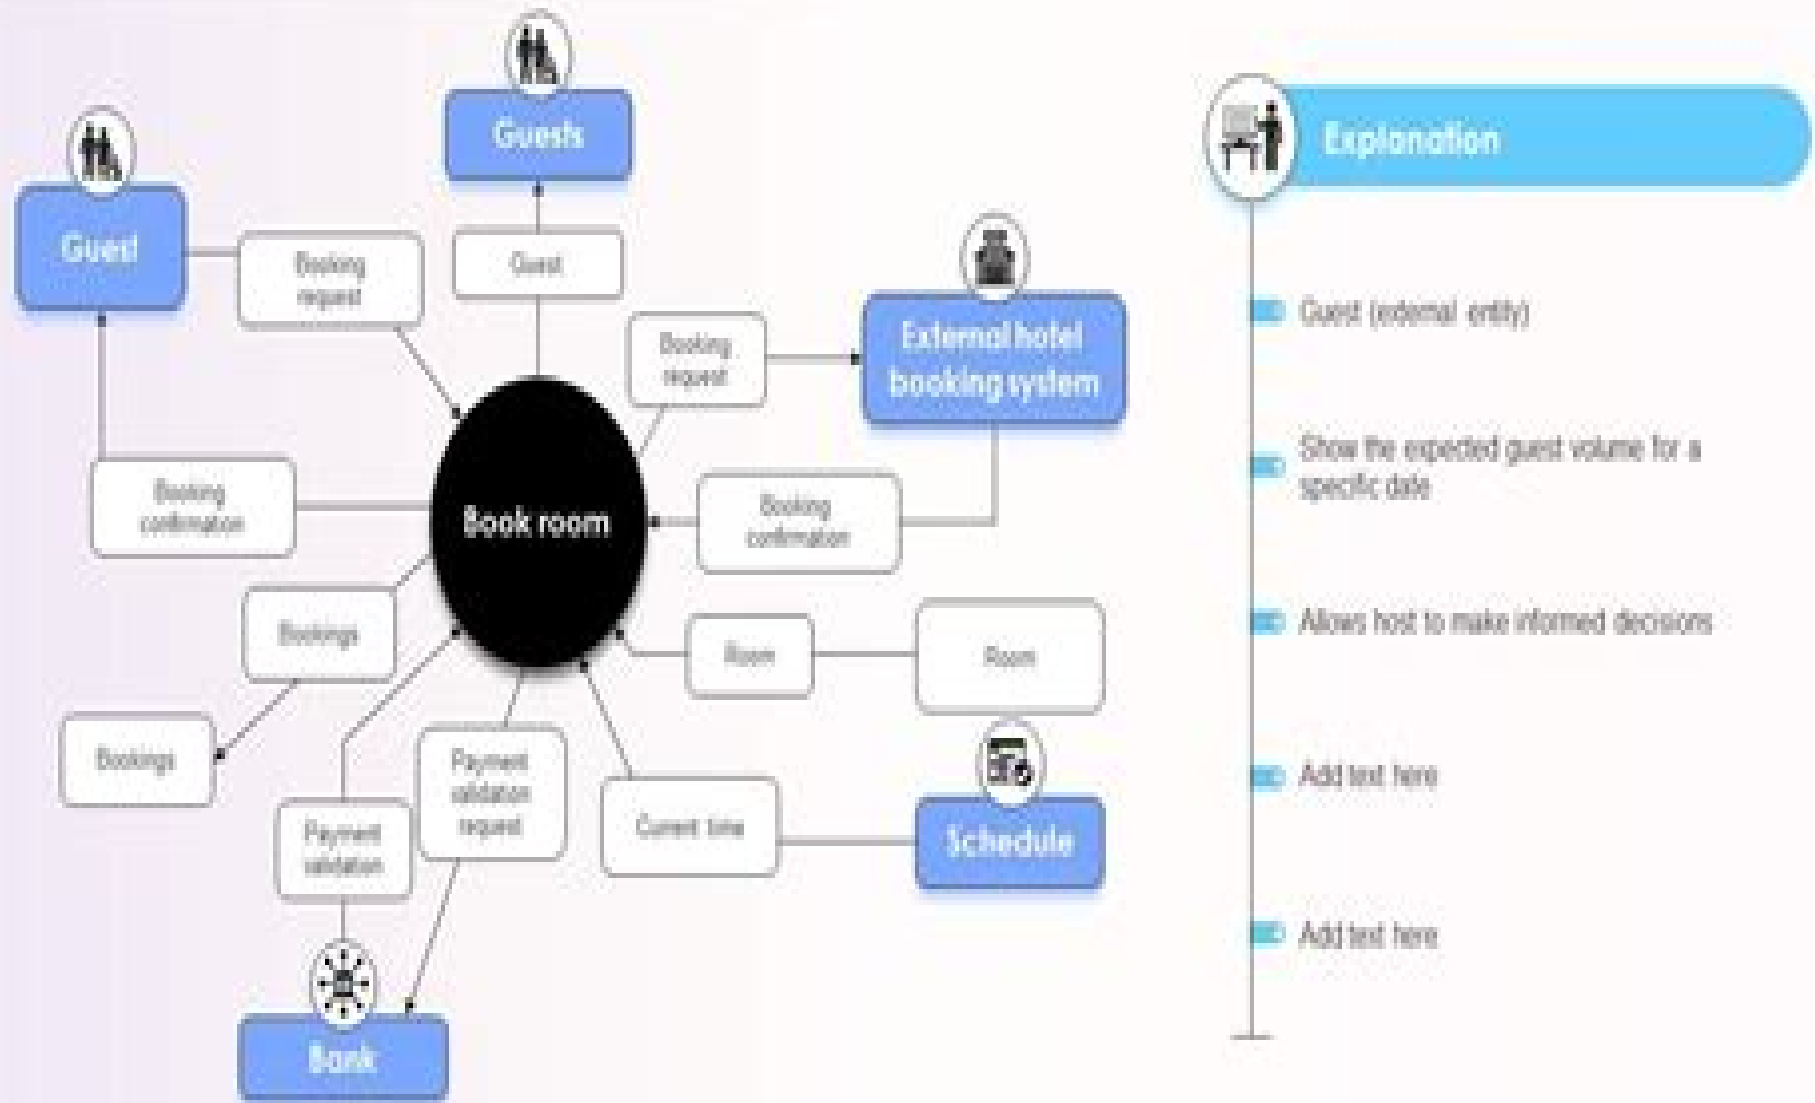 Guests
Guest
Booking
request
Guest
Booking
request
External hotel
booking system
Booking
confirmation
Book room
Booking
confirmation
Bookings
Room
Room
Bookings
Payment
validation
request
Payment
validation
Current time
Schedule
Bank
Explanation
Guest (external entity)
Show the expected guest volume for a
specific date
Allows host to make informed decisions
Add text here
Add text here